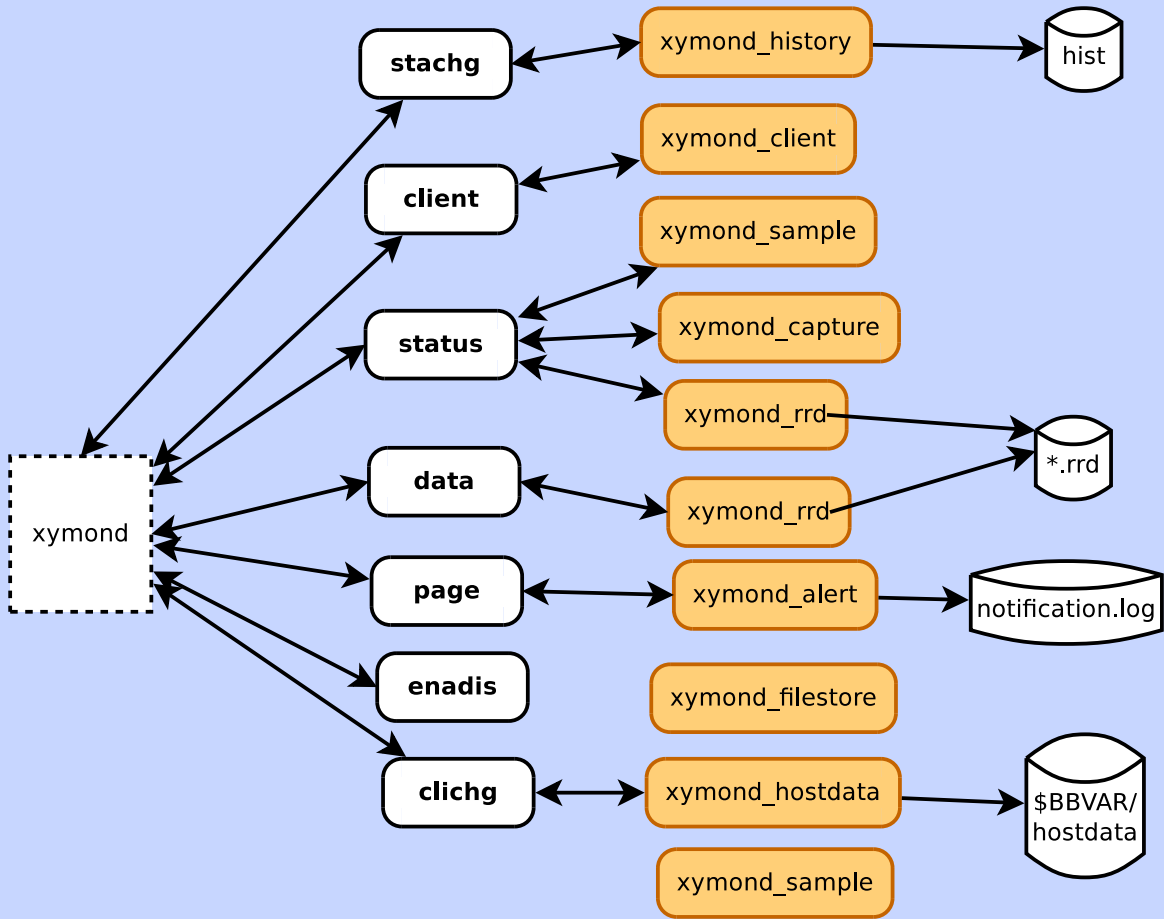 stachg
xymond_history
hist
xymond_client
client
xymond_sample
status
xymond_capture
xymond_rrd
*.rrd
data
xymond_rrd
xymond
page
xymond_alert
notification.log
enadis
xymond_filestore
clichg
xymond_hostdata
$BBVAR/
hostdata
xymond_sample